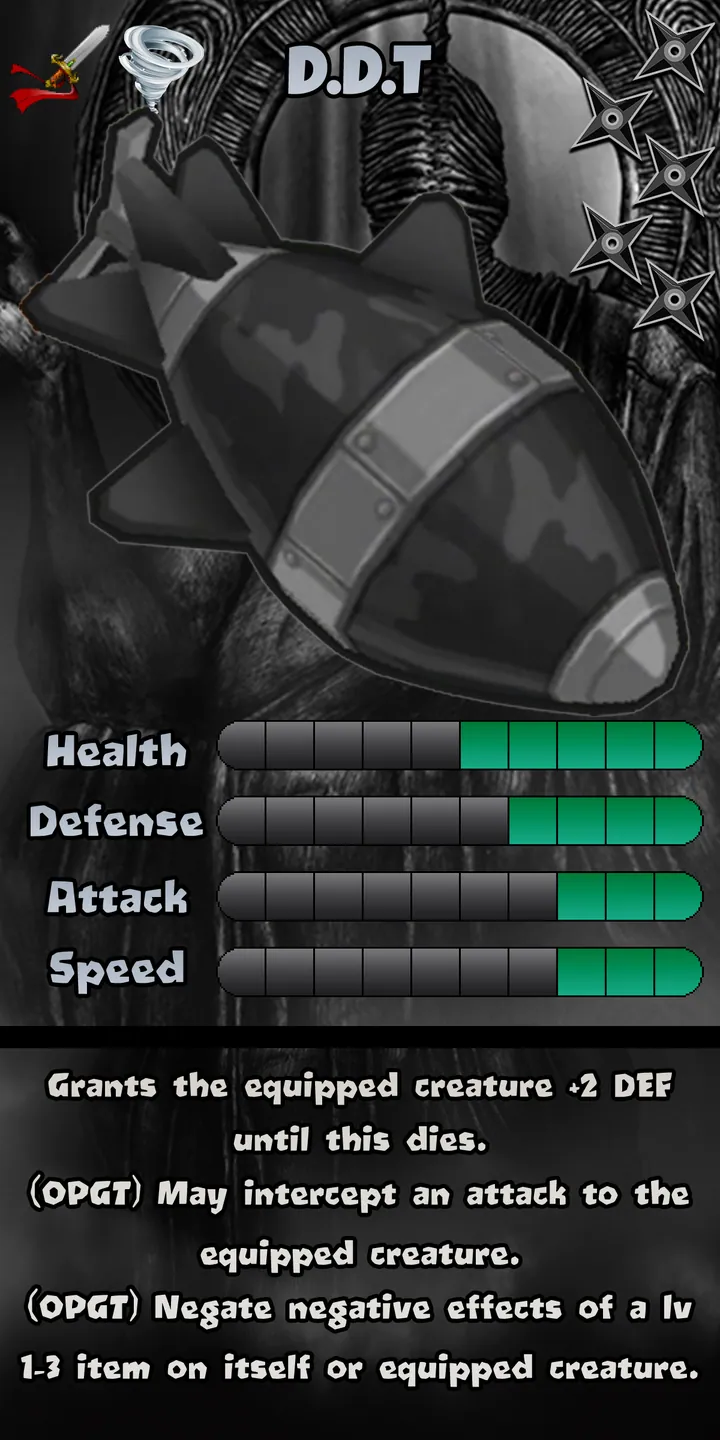 D.D.T
Health
Defense
Attack
Speed
Grants the equipped creature +2 DEF
until this dies.
(OPGT) May intercept an attack to the
equipped creature.
(OPGT) Negate negative effects of a lv
1-3 item on itself or equipped creature.